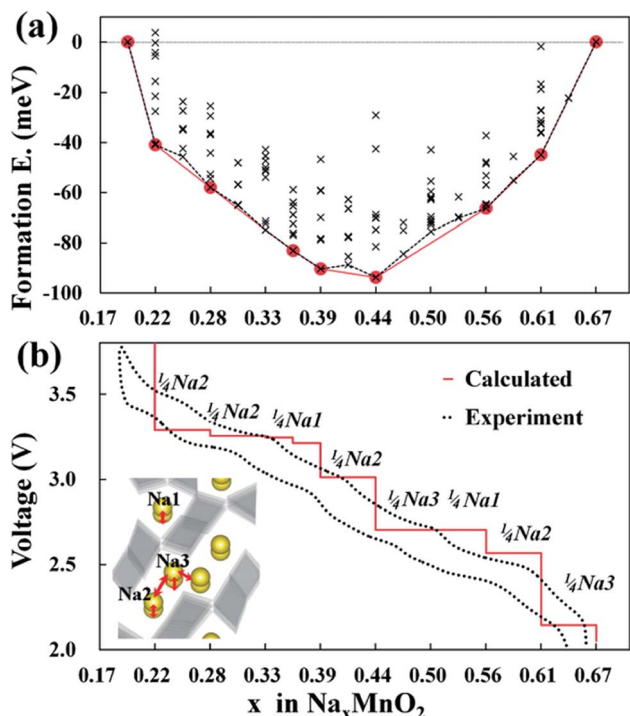 (a)
Formation E. (meV)
0
-20
-40
-60
-80
-100
0.17 0.22 0.28 0.33 0.39 0.44 0.50 0.56 0.61 0.67
(b)
Voltage (V)
3.5
3.0
2.5
2.0
¼Na2
¼Na2
¼Na1
¼Na2
¼Na3
¼Na1
¼Na2
¼Na3
Calculated
Experiment
Na1
Na3
Na2
0.17 0.22 0.28 0.33 0.39 0.44 0.50 0.56 0.61 0.67
x in NaₓMnO₂